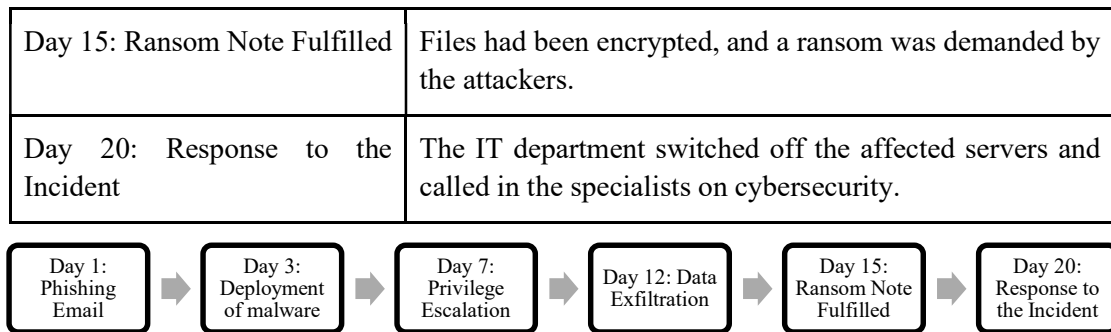 Day 15: Ransom Note Fulfilled
Files had been encrypted, and a ransom was demanded by
the attackers.
Day 20: Response to the
Incident
The IT department switched off the affected servers and
called in the specialists on cybersecurity.
Day 1:
Phishing
Email
Day 3:
Deployment
of malware
Day 7:
Privilege
Escalation
Day 12: Data
Exfiltration
Day 15:
Ransom Note
Fulfilled
Day 20:
Response to
the Incident